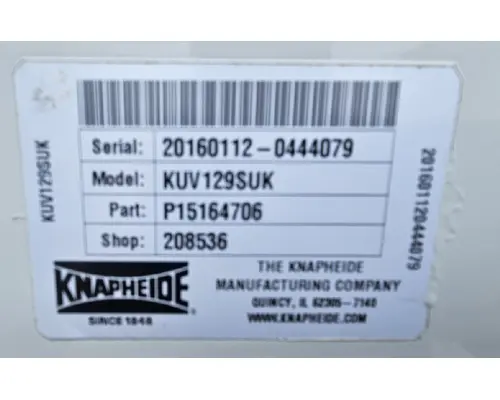 Serial: 20160112-0444079
Model: KUV129SUK
Part: P15164706
Shop: 208536
KUV129SUK
201601120444079
KNAPHEIDE
SINCE 1848
THE KNAPHEIDE
MANUFACTURING COMPANY
QUINCY, IL 62305-7140
WWW.KNAPHEIDE.COM